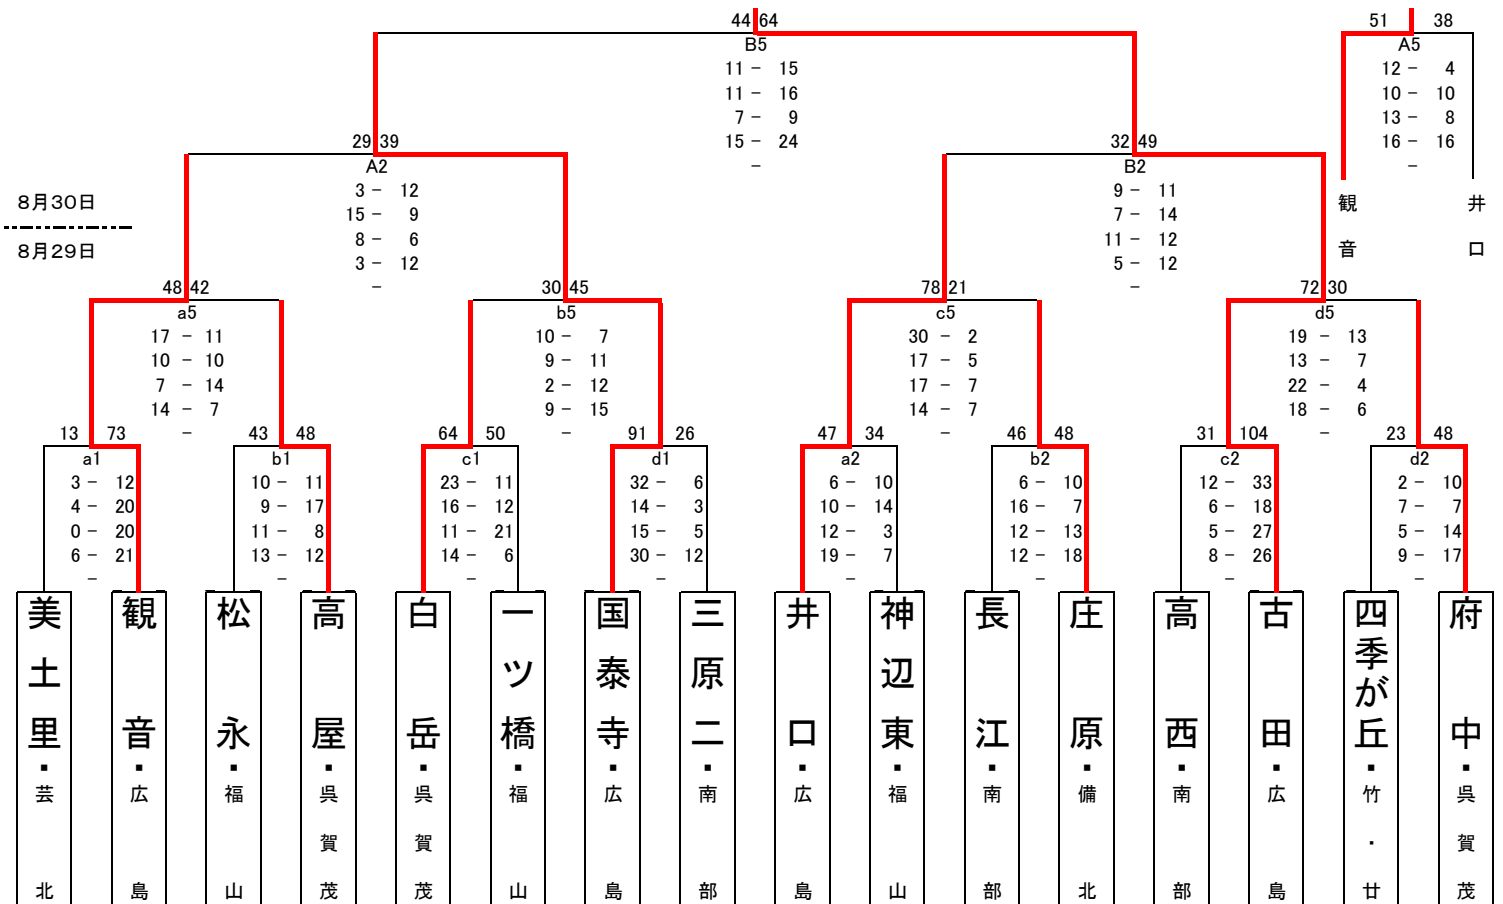 44 64
51 38
B5
A5
11 - 15
11 - 16
7 - 9
15 - 24
-
12 - 4
10 - 10
13 - 8
16 - 16
-
観音
井口
29 39
A2
3 - 12
15 - 9
8 - 6
3 - 12
-
32 49
B2
9 - 11
7 - 14
11 - 12
5 - 12
-
8月30日
8月29日
48 42
a5
17 - 11
10 - 10
7 - 14
14 - 7
-
30 45
b5
10 - 7
9 - 11
2 - 12
9 - 15
-
78 21
c5
30 - 2
17 - 5
17 - 7
14 - 7
-
72 30
d5
19 - 13
13 - 7
22 - 4
18 - 6
-
13 73
a1
3 - 12
4 - 20
0 - 20
6 - 21
-
43 48
b1
10 - 11
9 - 17
11 - 8
13 - 12
-
64 50
c1
23 - 11
16 - 12
11 - 21
14 - 6
-
91 26
d1
32 - 6
14 - 3
15 - 5
30 - 12
-
47 34
a2
6 - 10
10 - 14
12 - 3
19 - 7
-
46 48
b2
6 - 10
16 - 7
12 - 13
12 - 18
-
31 104
c2
12 - 33
6 - 18
5 - 27
8 - 26
-
23 48
d2
2 - 10
7 - 7
5 - 14
9 - 17
-
美土里・芸北
観音・広島
松永・福山
高屋・呉賀茂
白岳・呉賀茂
一ツ橋・福山
国泰寺・広島
三原二・南部
井口・広島
神辺東・福山
長江・南部
庄原・備北
高西・南部
古田・広島
四季が丘・竹・廿
府中・呉賀茂